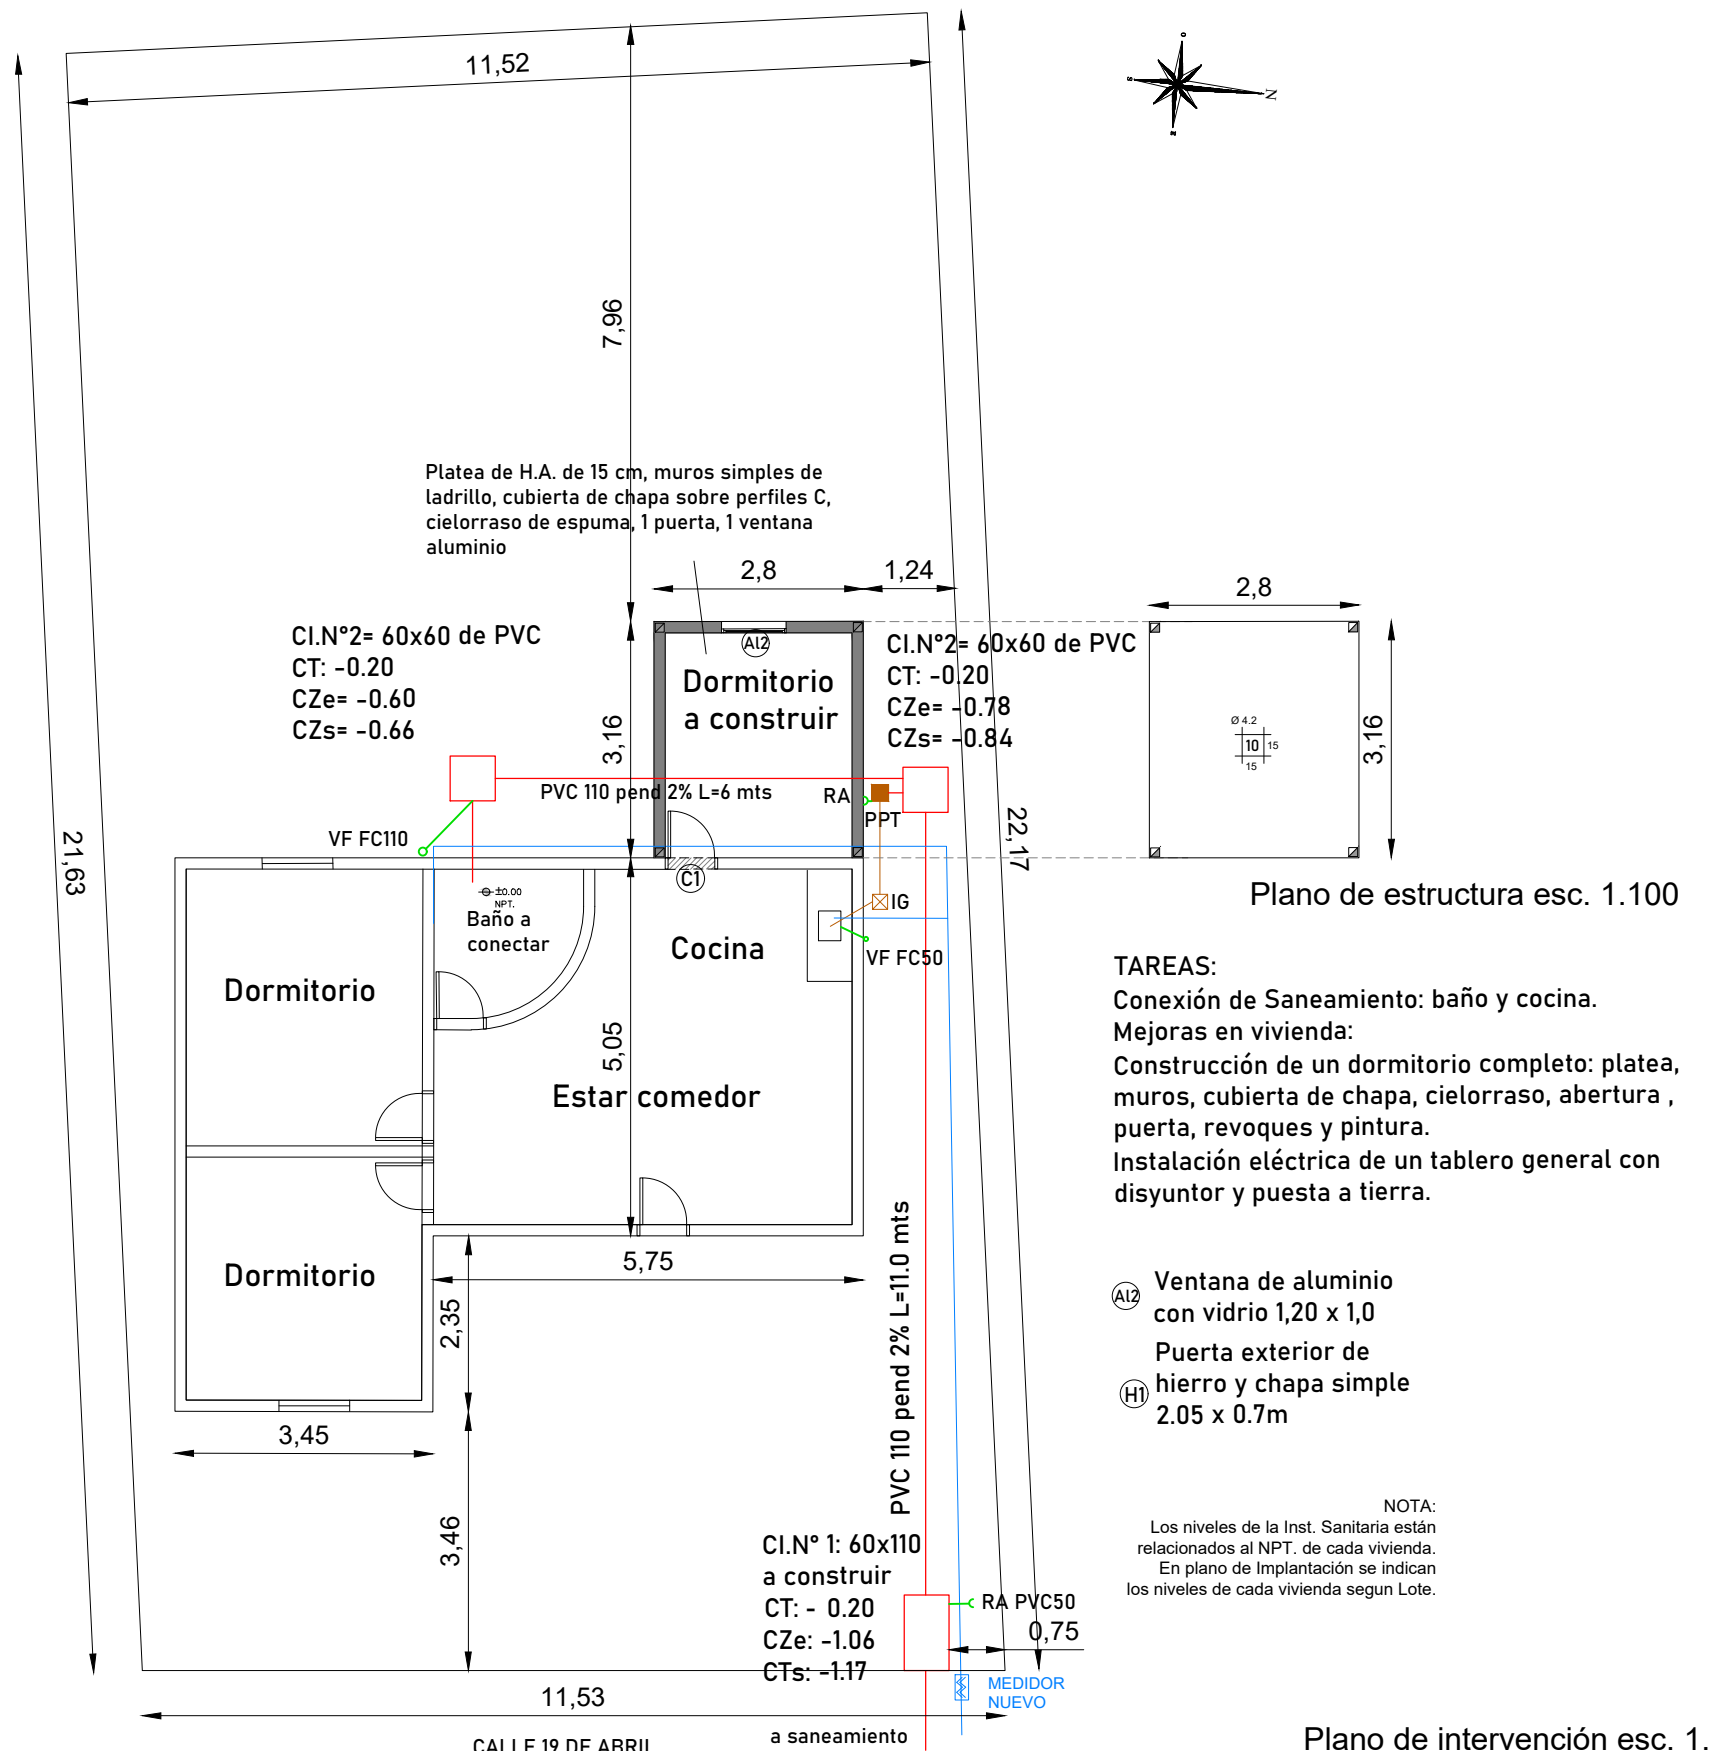 11,52
O
S
N
E
7,96
Platea de H.A. de 15 cm, muros simples de
ladrillo, cubierta de chapa sobre perfiles C,
cielorraso de espuma, 1 puerta, 1 ventana
aluminio
2,8
1,24
2,8
CI.N°2= 60x60 de PVC
CT: -0.20
CZe= -0.60
CZs= -0.66
Al2
Dormitorio
a construir
CI.N°2= 60x60 de PVC
CT: -0.20
CZe= -0.78
CZs= -0.84
3,16
Ø 4.2
10
15
15
3,16
PVC 110 pend 2% L=6 mts
RA
PPT
VF FC110
21,63
22,17
C1
±0.00
NPT.
Baño a
conectar
IG
Cocina
VF FC50
Plano de estructura esc. 1.100
Dormitorio
5,05
Estar comedor
TAREAS:
Conexión de Saneamiento: baño y cocina.
Mejoras en vivienda:
Construcción de un dormitorio completo: platea,
muros, cubierta de chapa, cielorraso, abertura ,
puerta, revoques y pintura.
Instalación eléctrica de un tablero general con
disyuntor y puesta a tierra.
Dormitorio
5,75
2,35
PVC 110 pend 2% L=11.0 mts
Al2
Ventana de aluminio
con vidrio 1,20 x 1,0
H1
Puerta exterior de
hierro y chapa simple
2.05 x 0.7m
3,45
3,46
NOTA:
Los niveles de la Inst. Sanitaria están
relacionados al NPT. de cada vivienda.
En plano de Implantación se indican
los niveles de cada vivienda segun Lote.
CI.N° 1: 60x110
a construir
CT: - 0.20
CZe: -1.06
CTs: -1.17
RA PVC50
0,75
MEDIDOR
NUEVO
11,53
a saneamiento
CALLE 19 DE ABRIL
Plano de intervención esc. 1.